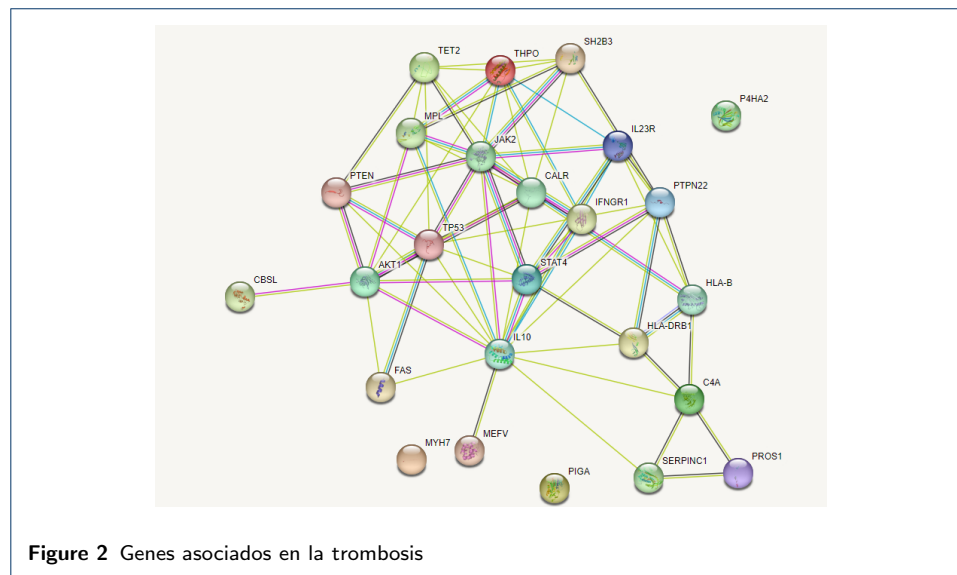 SH2B3
TET2
THPO
P4HA2
MPL
IL23R
JAK2
PTEN
CALR
PTPN22
IFNGR1
TP53
AKT1
STAT4
CBSL
HLA-B
HLA-DRB1
IL10
FAS
C4A
MEFV
MYH7
SERPINC1
PROS1
PIGA
Figure 2 Genes asociados en la trombosis